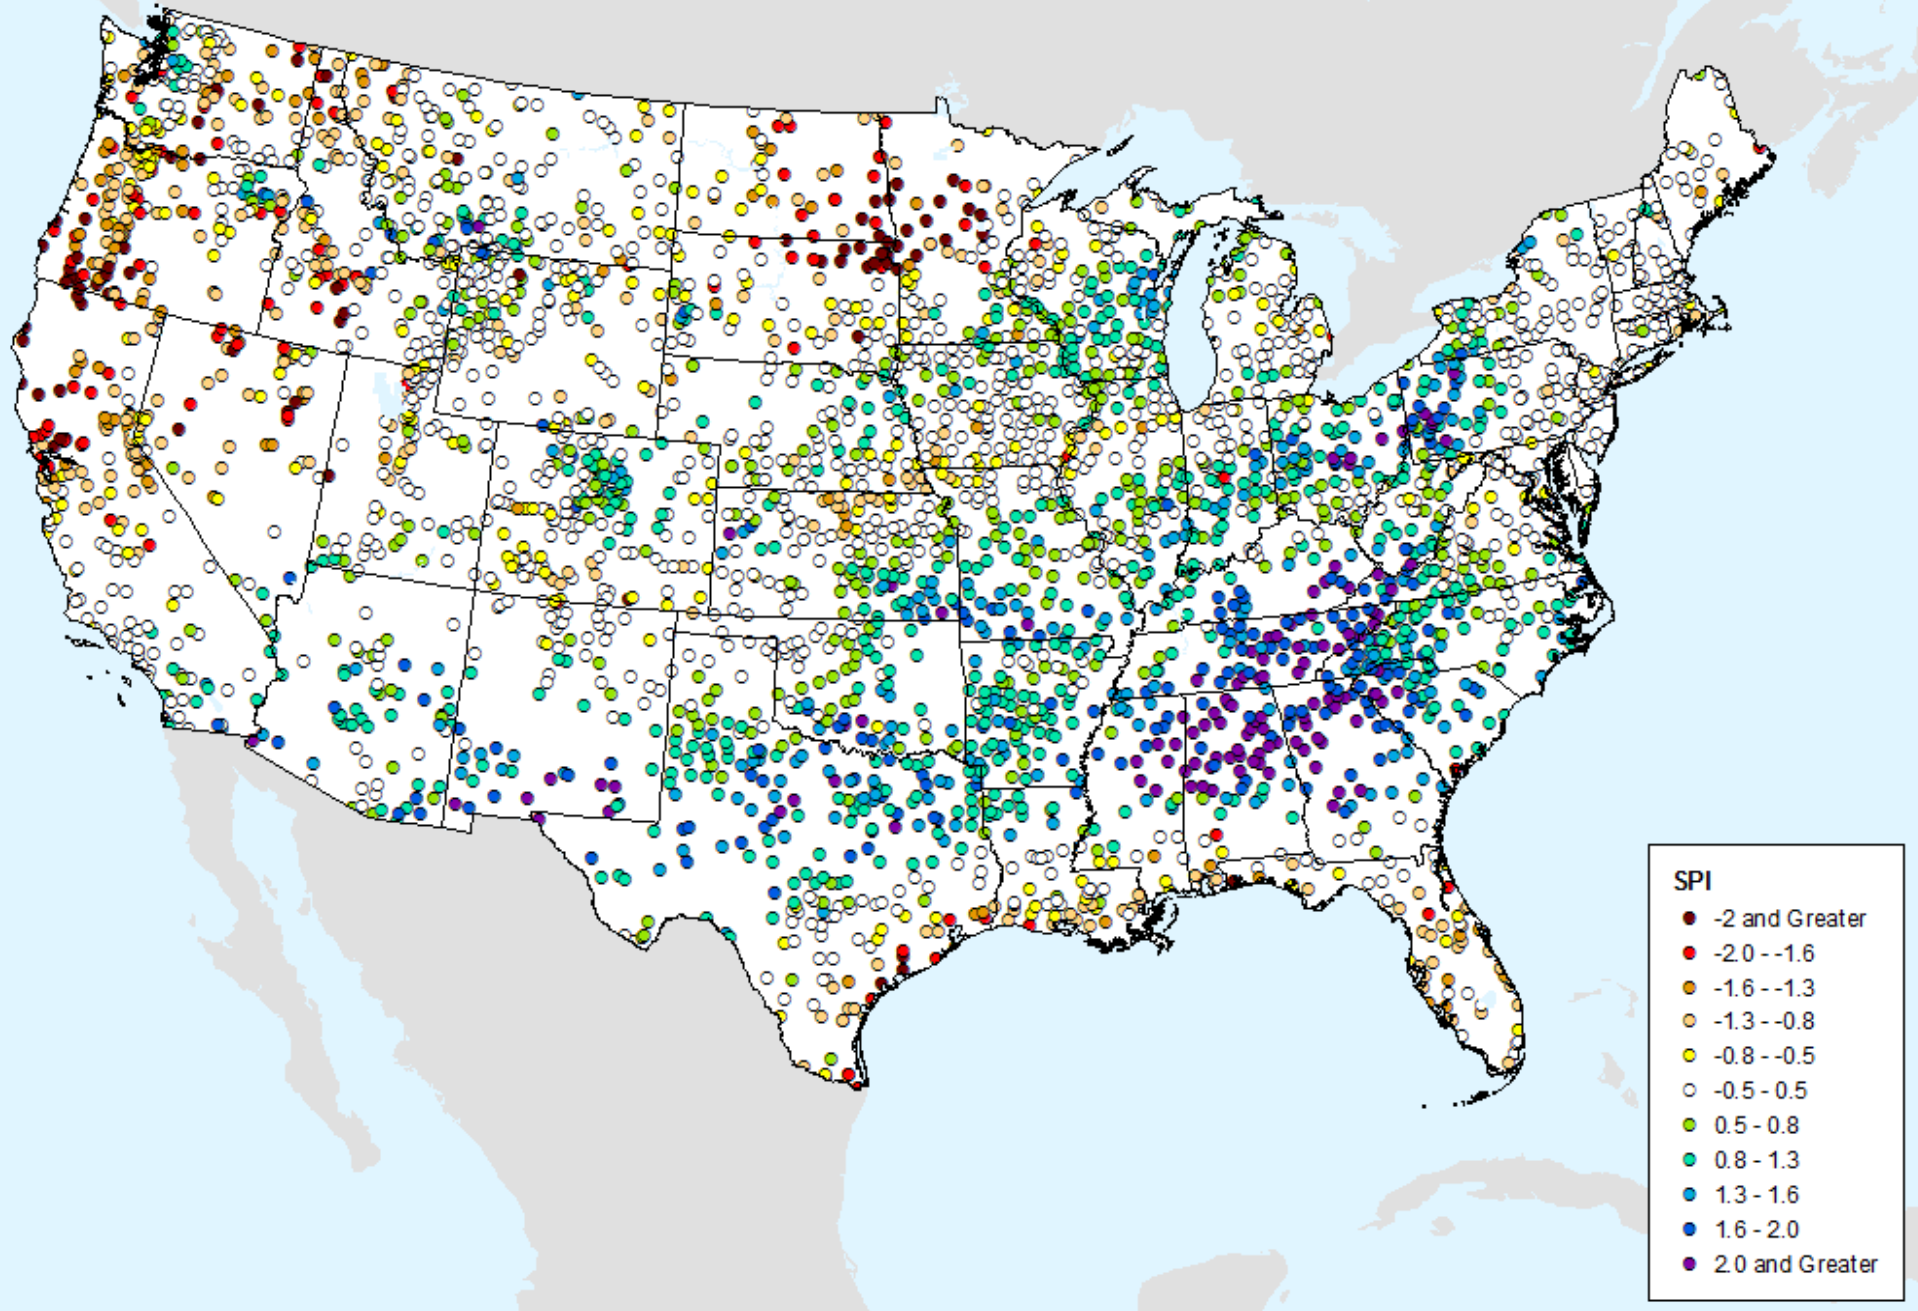 SPI
-2 and Greater
-2.0 - -1.6
-1.6 - -1.3
-1.3 - -0.8
-0.8 - -0.5
-0.5 - 0.5
0.5 - 0.8
0.8 - 1.3
1.3 - 1.6
1.6 - 2.0
2.0 and Greater